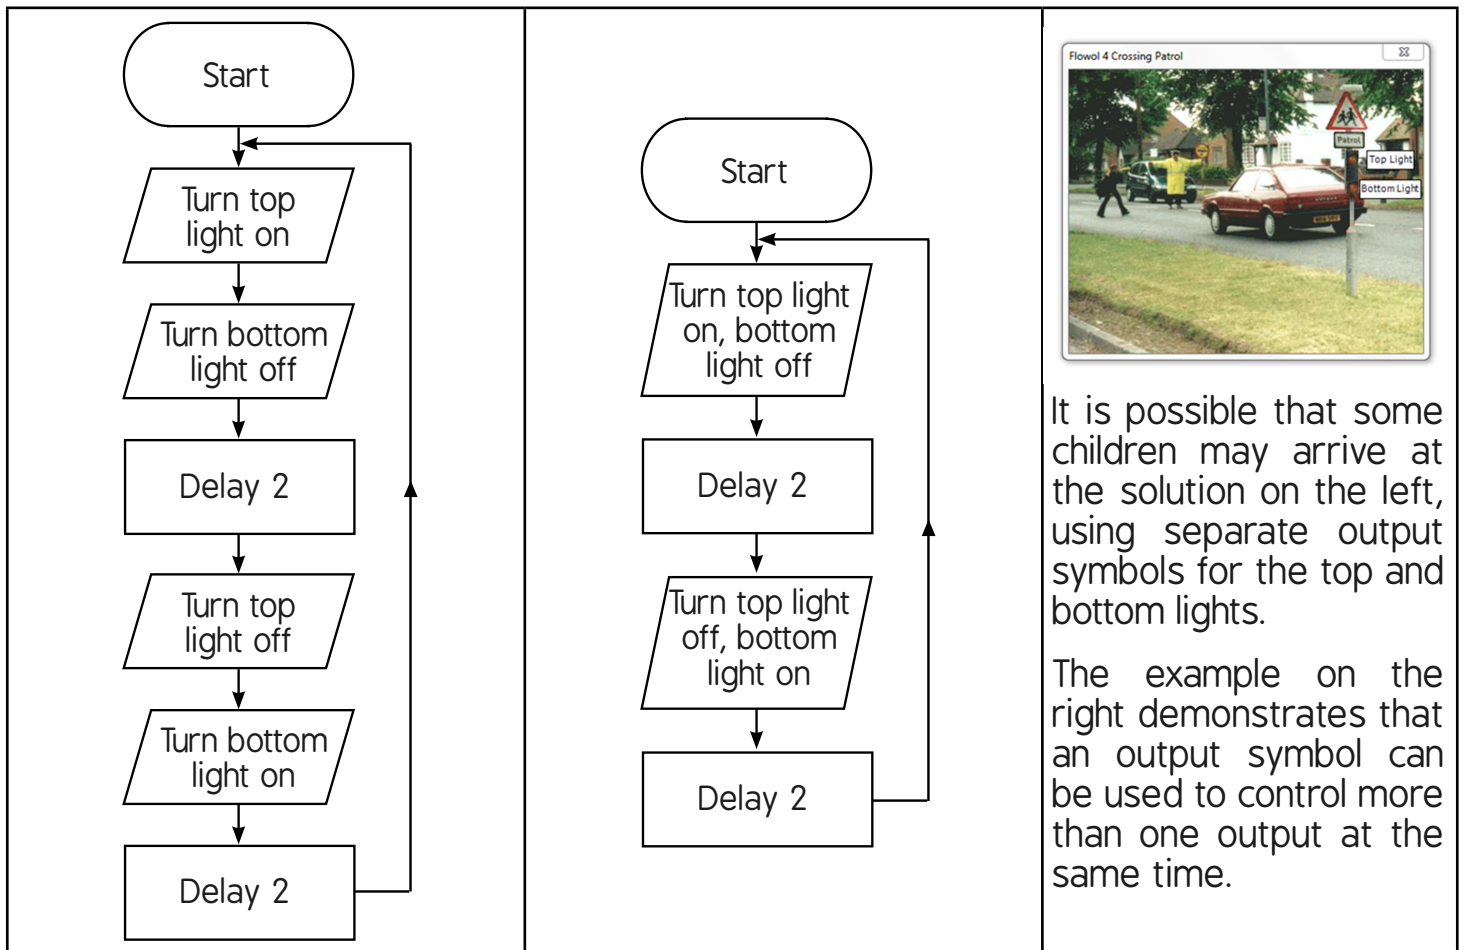 Start
Turn top
light on
Turn bottom
light off
Delay 2
Turn top
light off
Turn bottom
light on
Delay 2
Start
Turn top light
on, bottom
light off
Delay 2
Turn top light
off, bottom
light on
Delay 2
Flowol 4 Crossing Patrol
Patrol
Top Light
Bottom Light
It is possible that some
children may arrive at
the solution on the left,
using separate output
symbols for the top and
bottom lights.
The example on the
right demonstrates that
an output symbol can
be used to control more
than one output at the
same time.